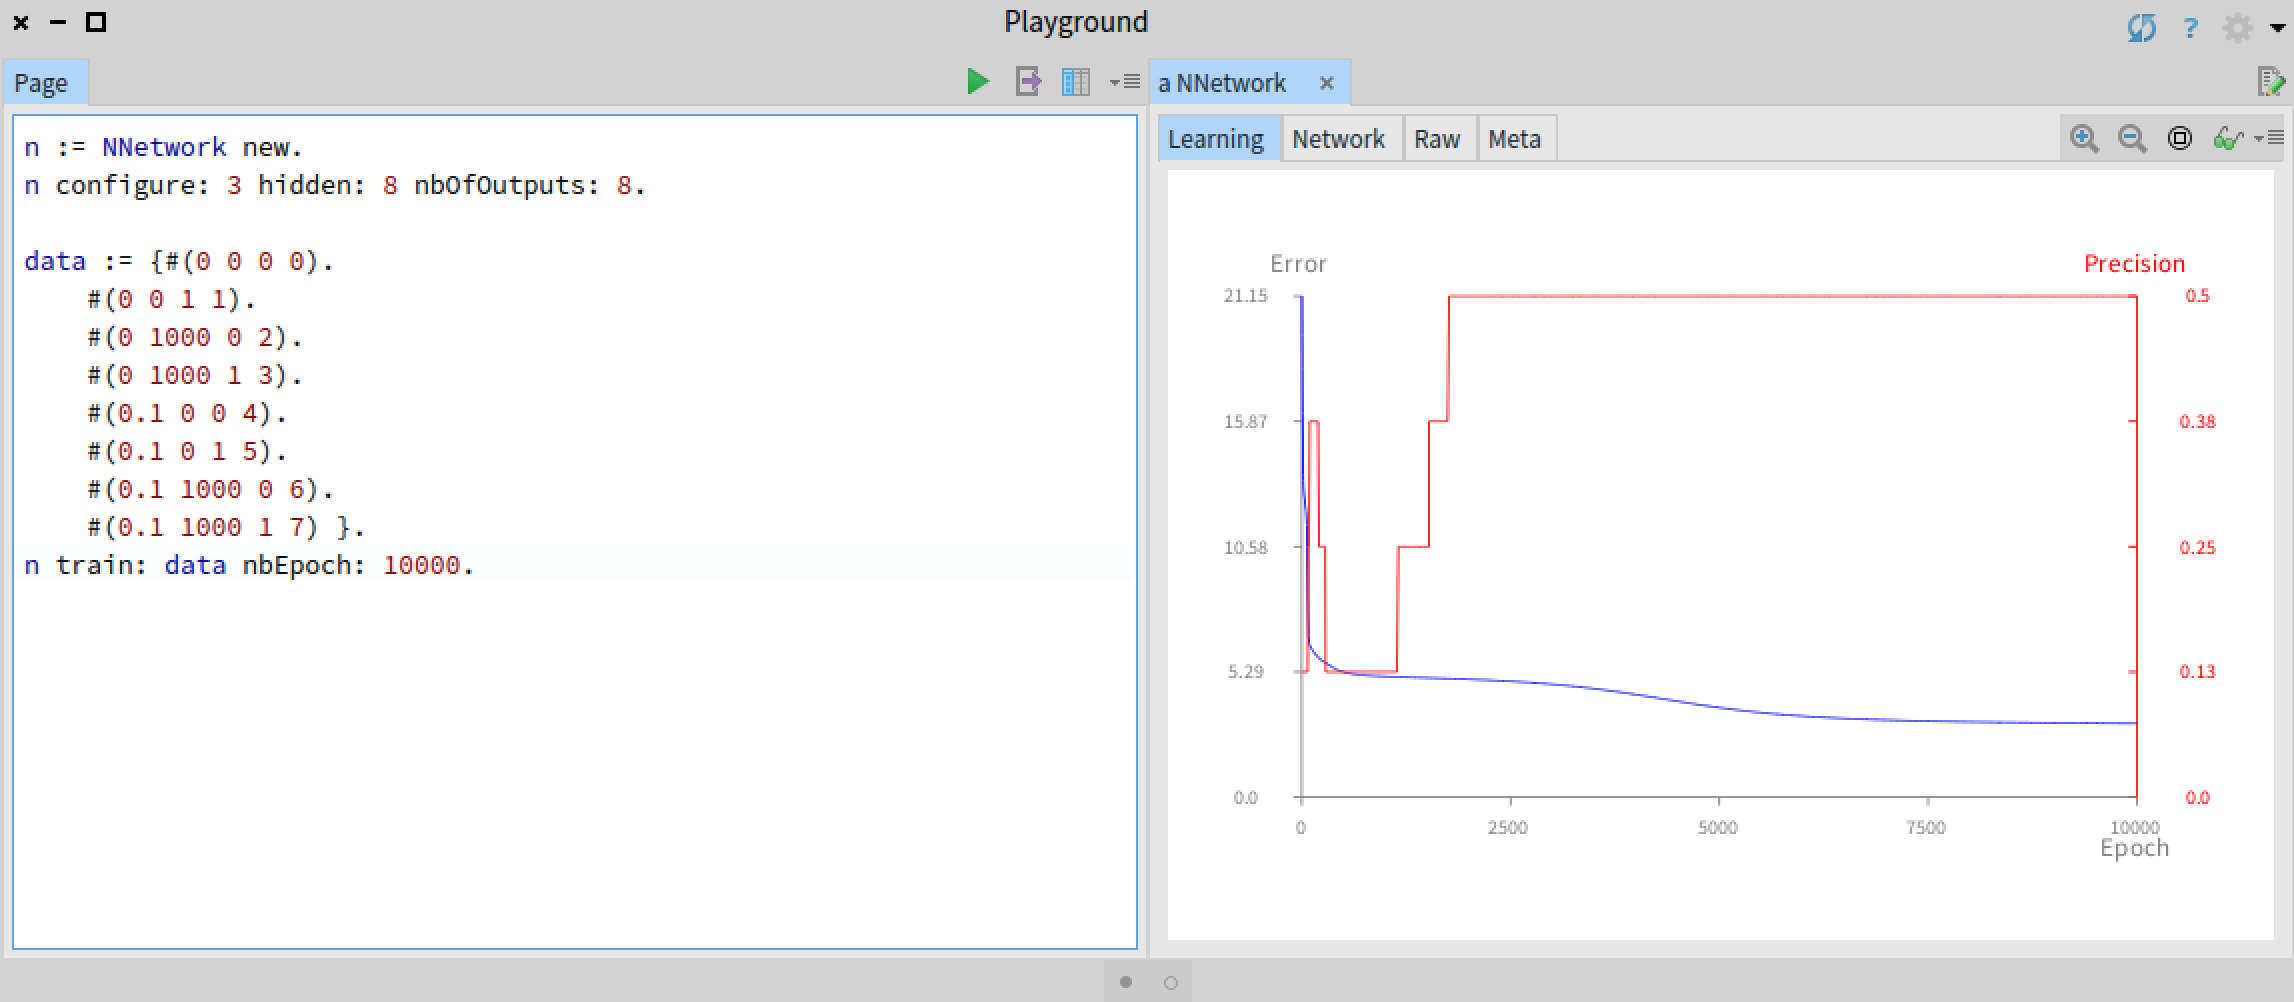 Playground
?
Page
a NNetwork
n := NNetwork new.
n configure: 3 hidden: 8 nbOfOutputs: 8.
data := {#(0 0 0 0).
#(0 0 1 1).
#(0 1000 0 2).
#(0 1000 1 3).
#(0.1 0 0 4).
#(0.1 0 1 5).
#(0.1 1000 0 6).
#(0.1 1000 1 7) }.
n train: data nbEpoch: 10000.
Learning Network Raw Meta
Error Precision
21.15 0.5
15.87 0.38
10.58 0.25
5.29 0.13
0.0 0.0
0 2500 5000 7500 10000
Epoch